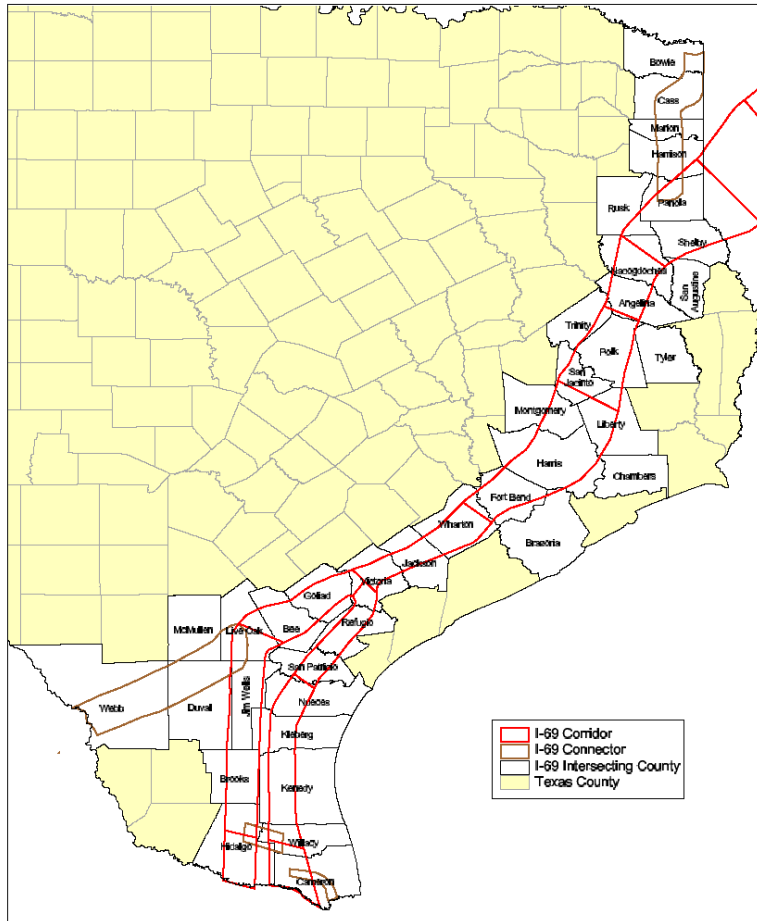 Bowie
Cass
Marion
Harrison
Rusk
Panola
Shelby
Nacogdoches
San
Augustine
Angelina
Trinity
Polk
Tyler
San
Jacinto
Montgomery
Liberty
Harris
Chambers
Fort Bend
Wharton
Brazoria
Jackson
Victoria
Goliad
McMullen
Live Oak
Bee
Refugio
San Patricio
Webb
Duval
Jim Wells
Nueces
Kleberg
Brooks
Kenedy
Hidalgo
Willacy
Cameron
I-69 Corridor
I-69 Connector
I-69 Intersecting County
Texas County